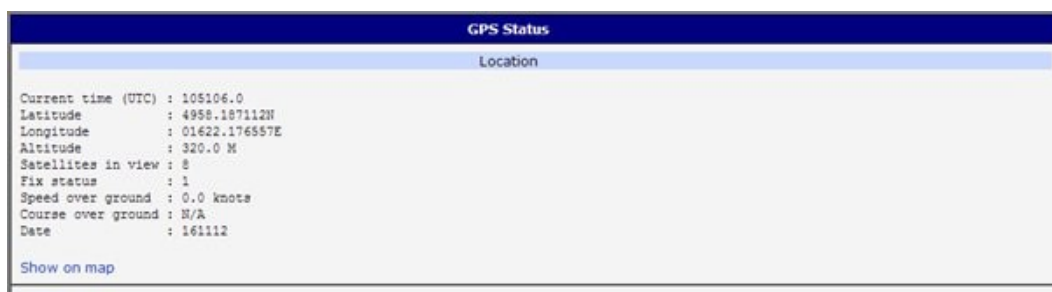 GPS Status
Location
Current time (UTC) : 105106.0
Latitude : 4958.187112N
Longitude : 01622.176557E
Altitude : 320.0 M
Satellites in view : 8
Fix status : 1
Speed over ground : 0.0 knots
Course over ground : N/A
Date : 161112
Show on map